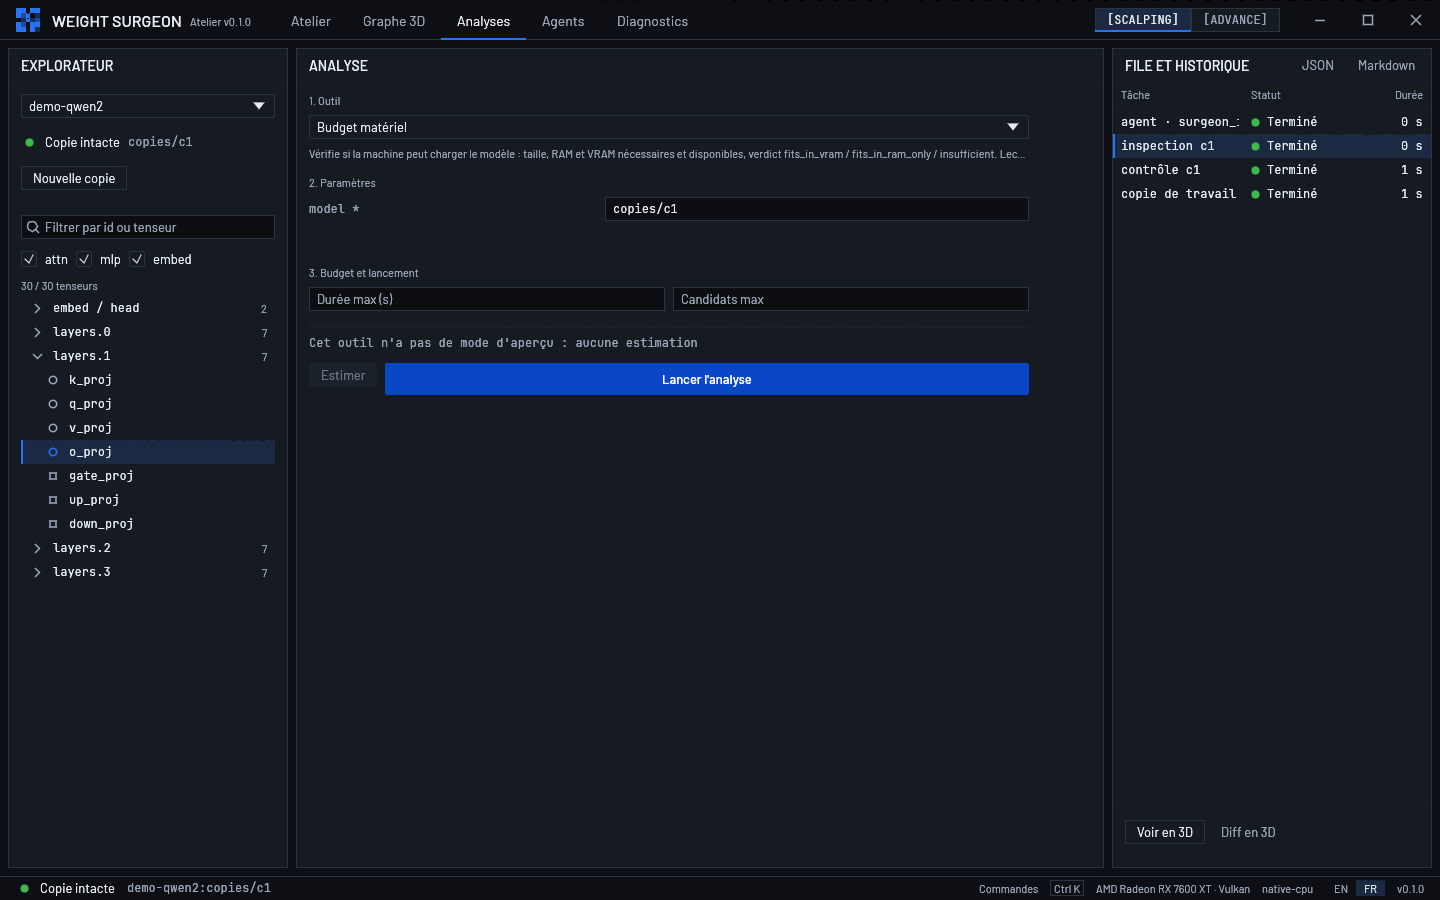 WEIGHT SURGEON Atelier v0.1.0 Atelier Graphe 3D Analyses Agents Diagnostics [SCALPING] [ADVANCE]
EXPLORATEUR
demo-qwen2
Copie intacte copies/c1
Nouvelle copie
Filtrer par id ou tenseur
attn mlp embed
30 / 30 tenseurs
embed / head 2
layers.0 7
layers.1 7
k_proj
q_proj
v_proj
o_proj
gate_proj
up_proj
down_proj
layers.2 7
layers.3 7
ANALYSE
1. Outil
Budget matériel
Vérifie si la machine peut charger le modèle : taille, RAM et VRAM nécessaires et disponibles, verdict fits_in_vram / fits_in_ram_only / insufficient. Lec...
2. Paramètres
model * copies/c1
3. Budget et lancement
Durée max (s) Candidats max
Cet outil n'a pas de mode d'aperçu : aucune estimation
Estimer Lancer l'analyse
FILE ET HISTORIQUE JSON Markdown
Tâche Statut Durée
agent · surgeon_ Terminé 0 s
inspection c1 Terminé 0 s
contrôle c1 Terminé 1 s
copie de travail Terminé 1 s
Voir en 3D Diff en 3D
Copie intacte demo-qwen2:copies/c1 Commandes Ctrl K AMD Radeon RX 7600 XT · Vulkan native-cpu EN FR v0.1.0